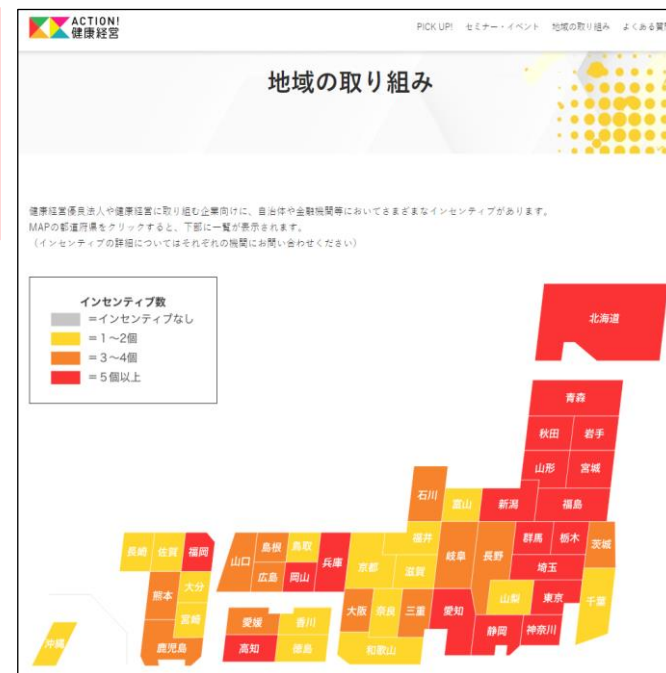 ACTION!
健康経営
PICK UP! セミナー・イベント 地域の取り組み よくある質問
地域の取り組み
健康経営優良法人や健康経営に取り組む企業向けに、自治体や金融機関等においてさまざまなインセンティブがあります。
MAPの都道府県をクリックすると、下部に一覧が表示されます。
（インセンティブの詳細についてはそれぞれの機関にお問い合わせください）
インセンティブ数
＝インセンティブなし
＝1～2個
＝3～4個
＝5個以上
北海道
青森
秋田 岩手
山形 宮城
石川 富山 新潟 福島
長崎 佐賀 福岡 山口 島根 鳥取 兵庫 京都 福井 岐阜 長野 群馬 栃木 茨城
熊本 大分 広島 岡山 滋賀 山梨 埼玉 千葉
宮崎 愛媛 香川 大阪 奈良 三重 愛知 東京
沖縄 鹿児島 高知 徳島 和歌山 静岡 神奈川